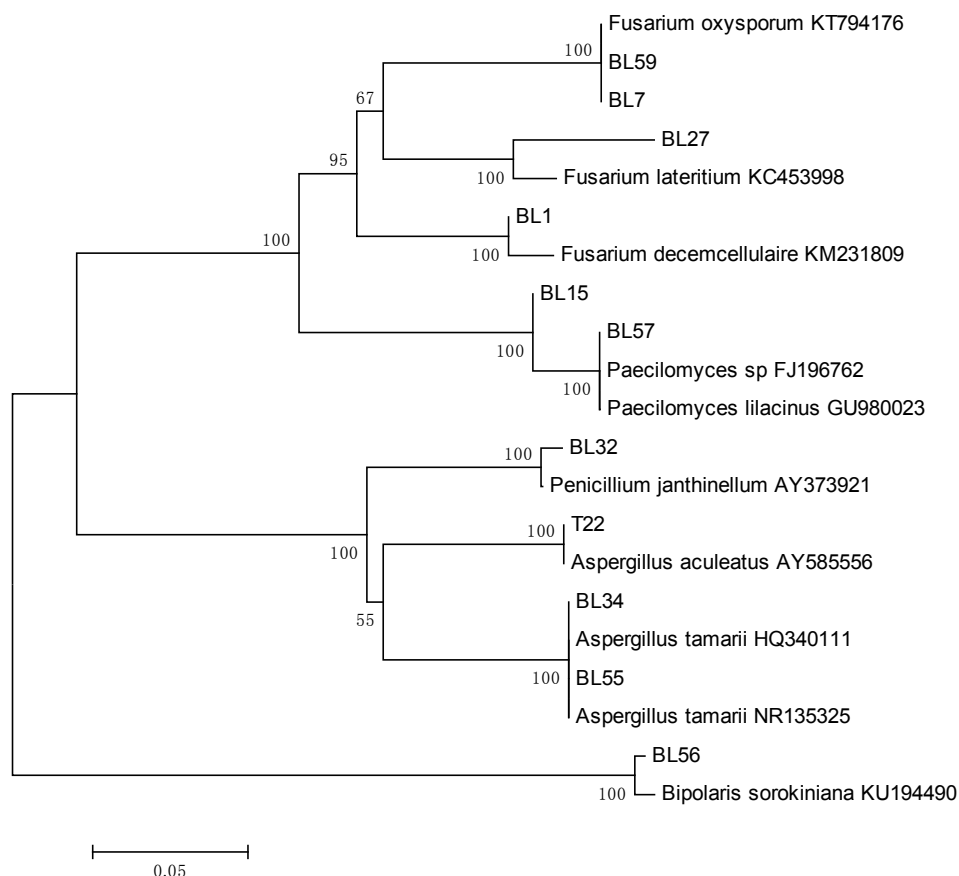 Fusarium oxysporum KT794176
100
BL59
BL7
67
BL27
95
100
Fusarium lateritium KC453998
BL1
100
100
Fusarium decemcellulaire KM231809
BL15
BL57
100
Paecilomyces sp FJ196762
100
Paecilomyces lilacinus GU980023
BL32
100
Penicillium janthinellum AY373921
T22
100
100
Aspergillus aculeatus AY585556
BL34
55
Aspergillus tamarii HQ340111
100
BL55
Aspergillus tamarii NR135325
BL56
100
Bipolaris sorokiniana KU194490
0.05